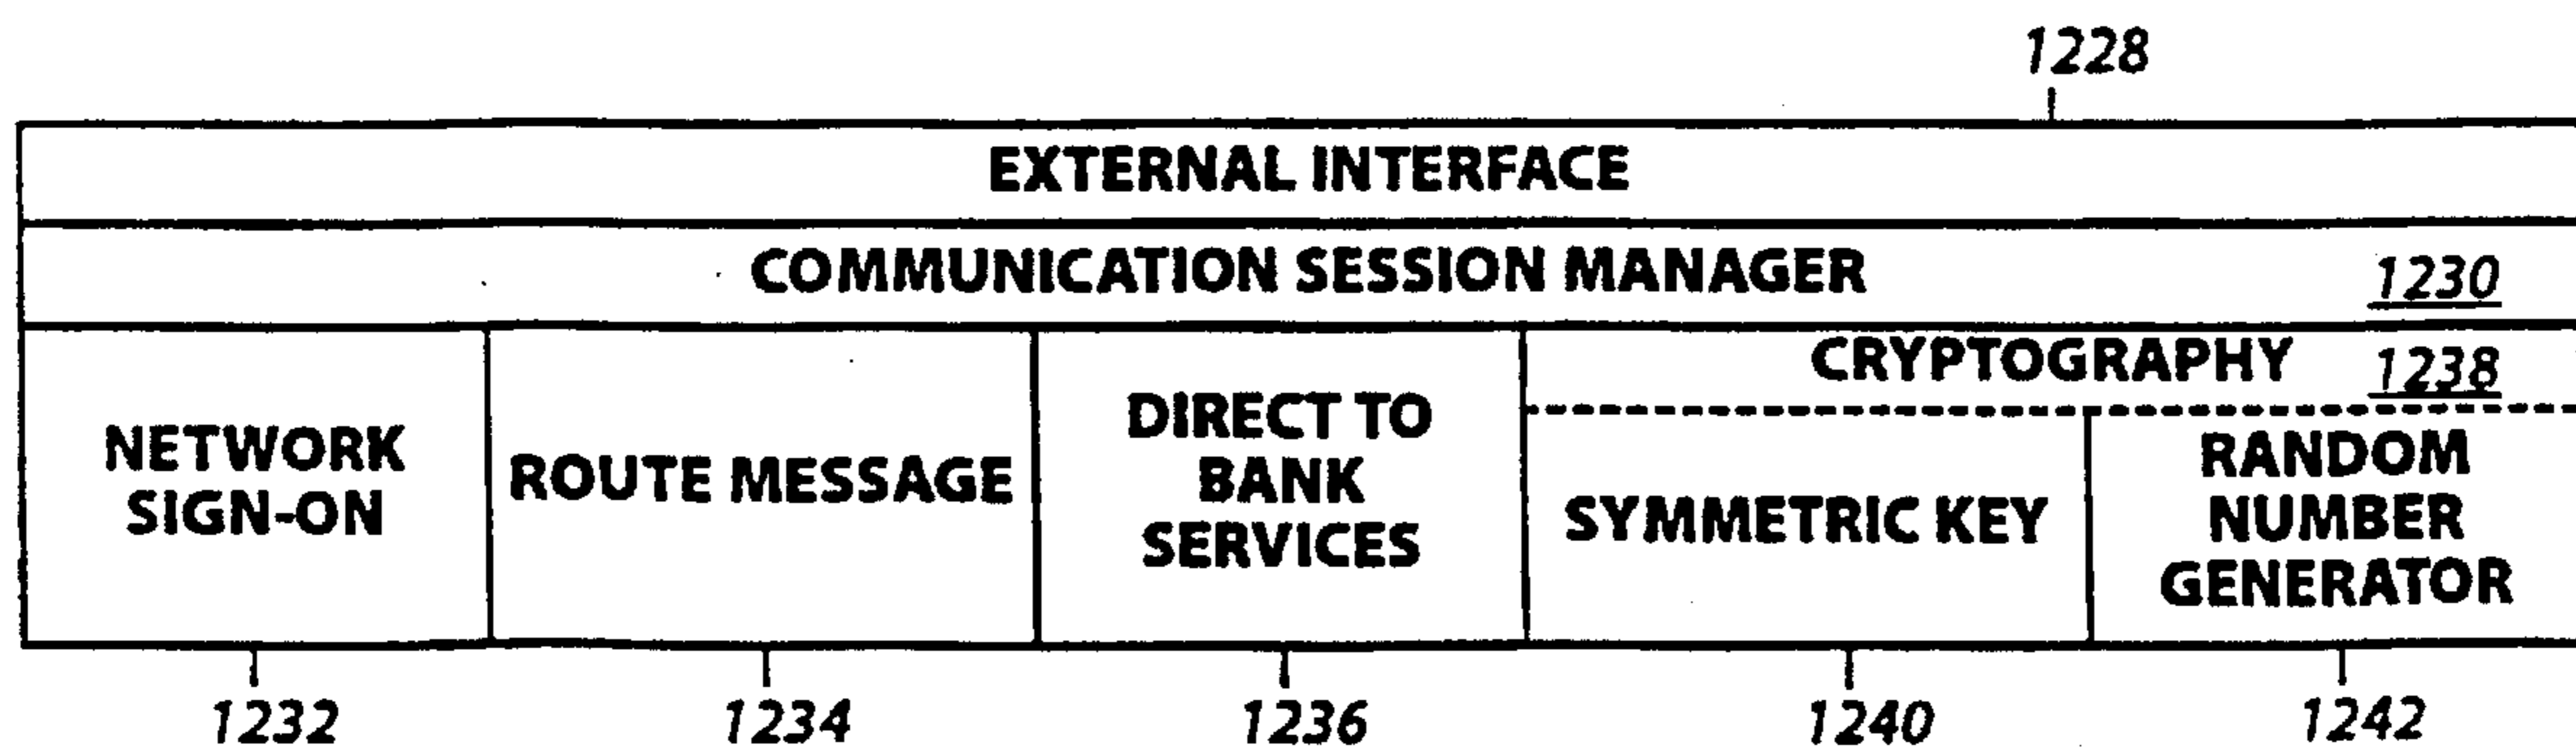 1228
EXTERNAL INTERFACE
COMMUNICATION SESSION MANAGER 1230
CRYPTOGRAPHY 1238
NETWORK
SIGN-ON
ROUTE MESSAGE
DIRECT TO
BANK
SERVICES
SYMMETRIC KEY
RANDOM
NUMBER
GENERATOR
1232 1234 1236 1240 1242